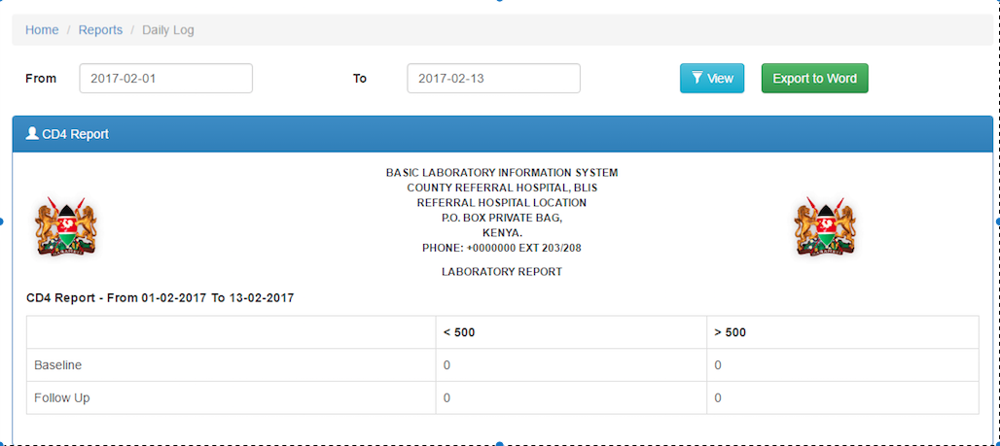 Home / Reports / Daily Log
From 2017-02-01 To 2017-02-13 View Export to Word
CD4 Report
BASIC LABORATORY INFORMATION SYSTEM
COUNTY REFERRAL HOSPITAL, BLIS
REFERRAL HOSPITAL LOCATION
P.O. BOX PRIVATE BAG,
KENYA.
PHONE: +0000000 EXT 203/208
LABORATORY REPORT
CD4 Report - From 01-02-2017 To 13-02-2017
< 500 > 500
Baseline 0 0
Follow Up 0 0